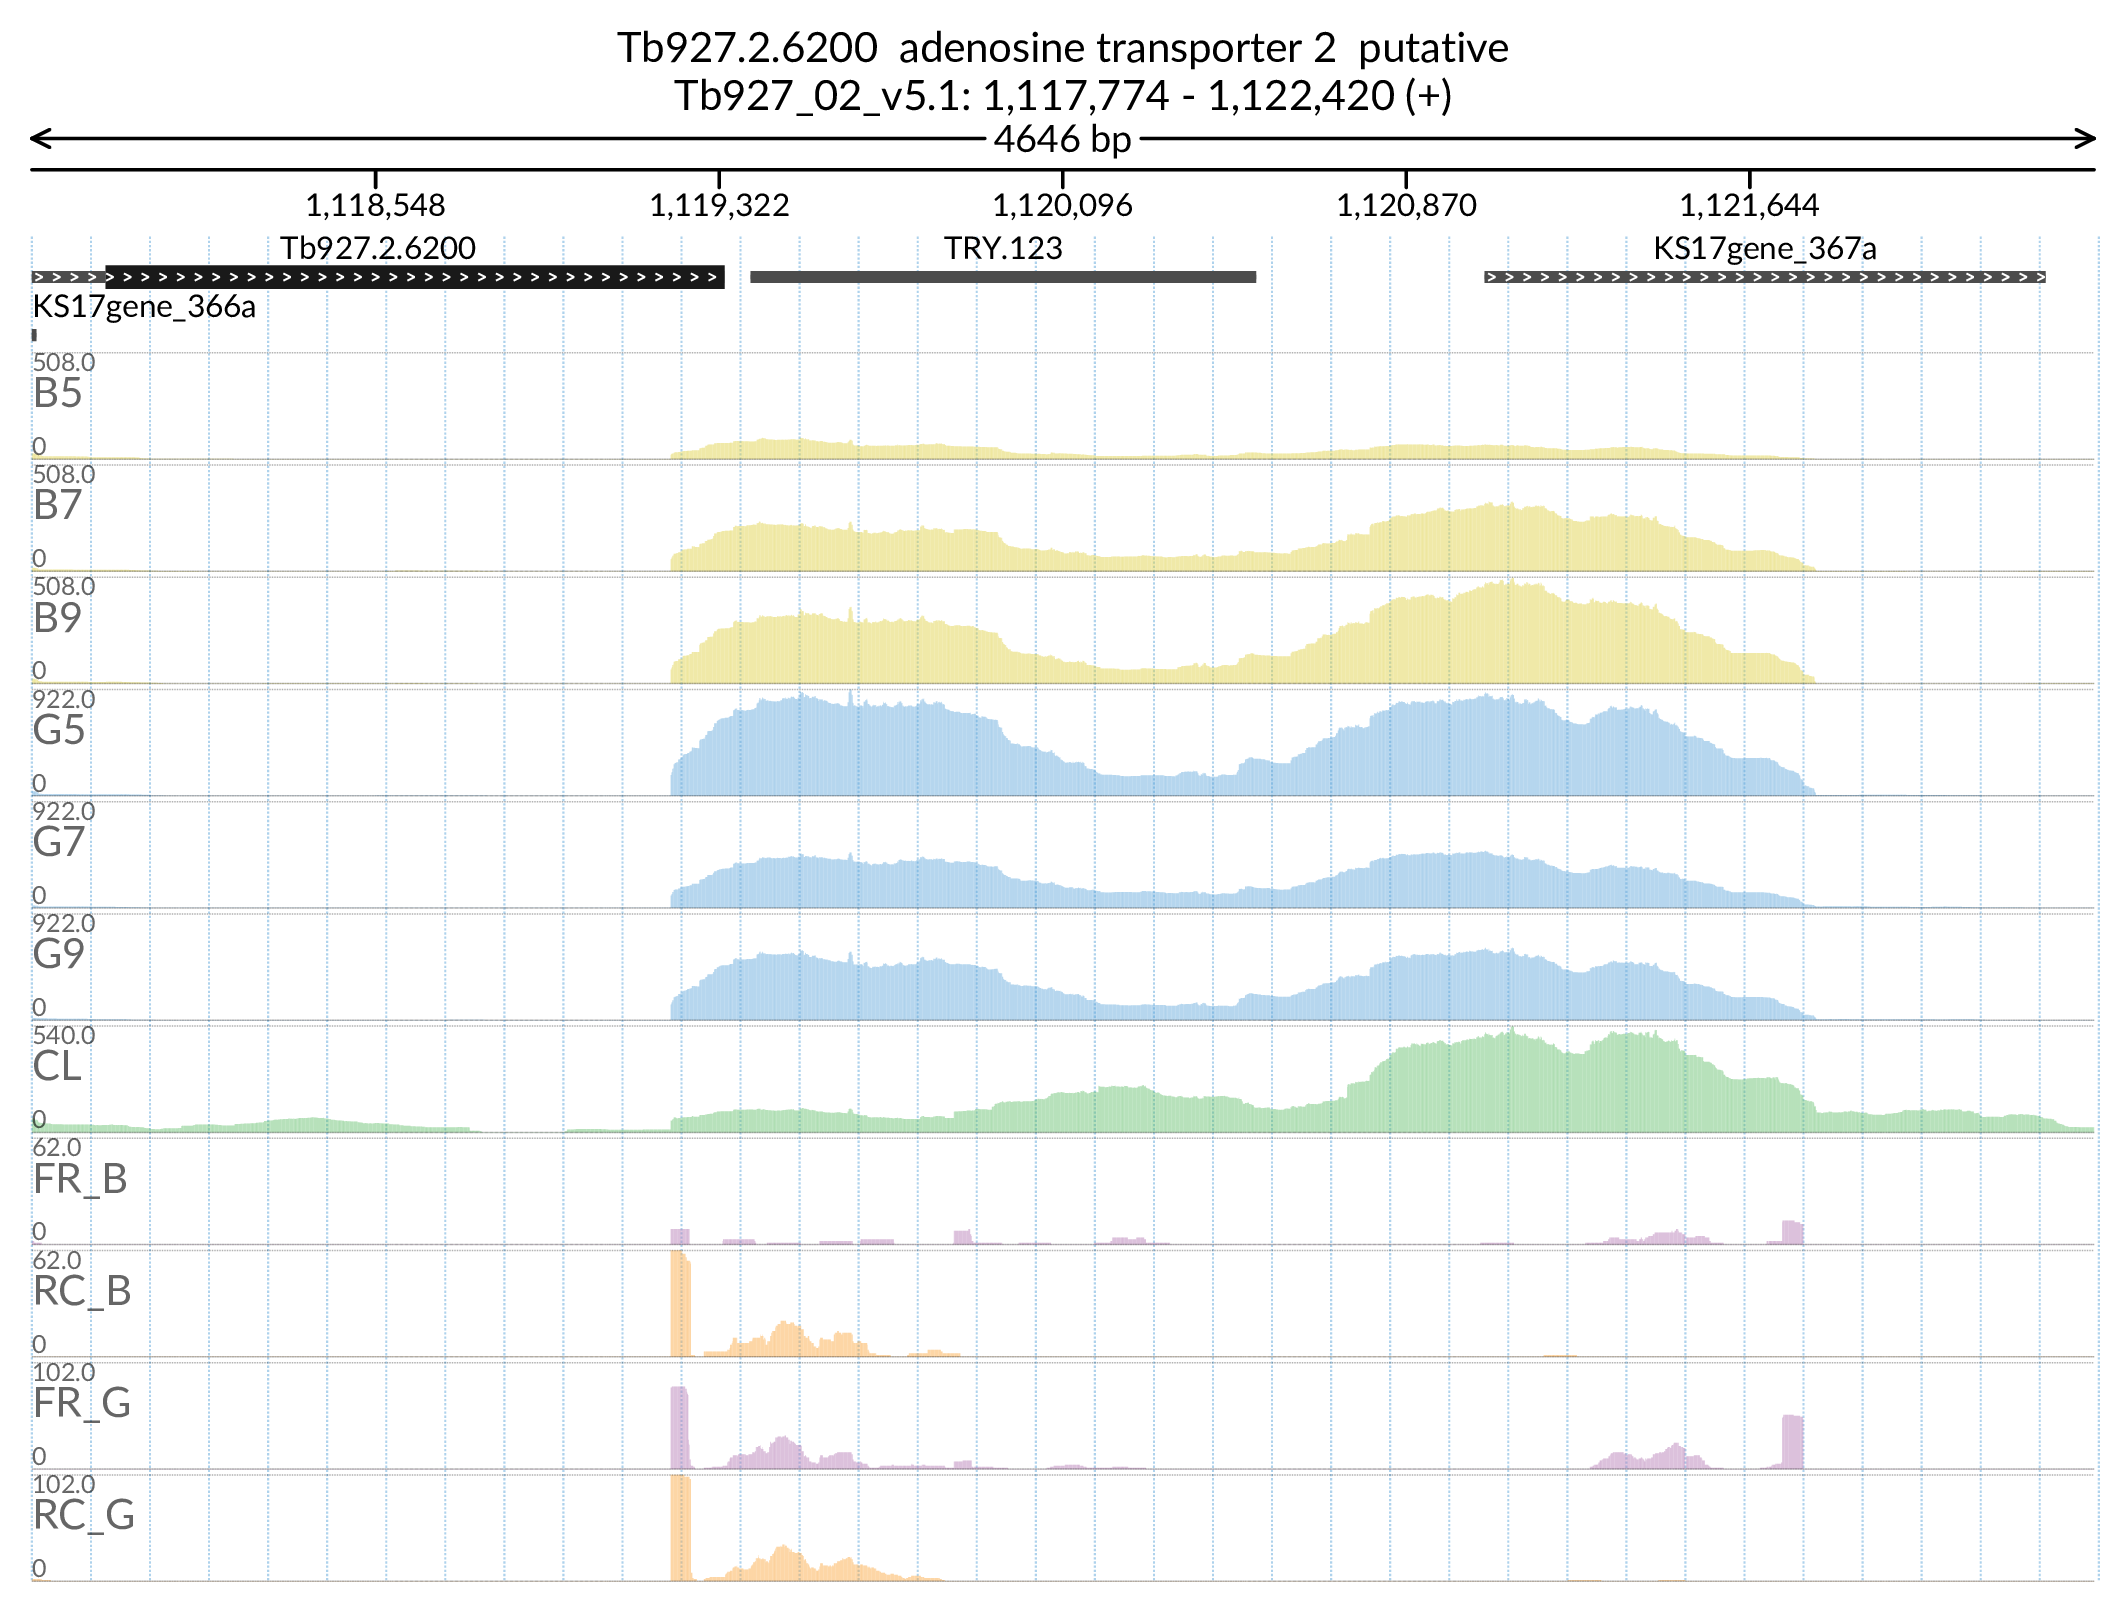 Tb927.2.6200  adenosine transporter 2  putative
Tb927_02_v5.1: 1,117,774 - 1,122,420 (+)
4646 bp
1,118,548 1,119,322 1,120,096 1,120,870 1,121,644
Tb927.2.6200 TRY.123 KS17gene_367a
KS17gene_366a
508.0
B5
0
508.0
B7
0
508.0
B9
0
922.0
G5
0
922.0
G7
0
922.0
G9
0
540.0
CL
0
62.0
FR_B
0
62.0
RC_B
0
102.0
FR_G
0
102.0
RC_G
0